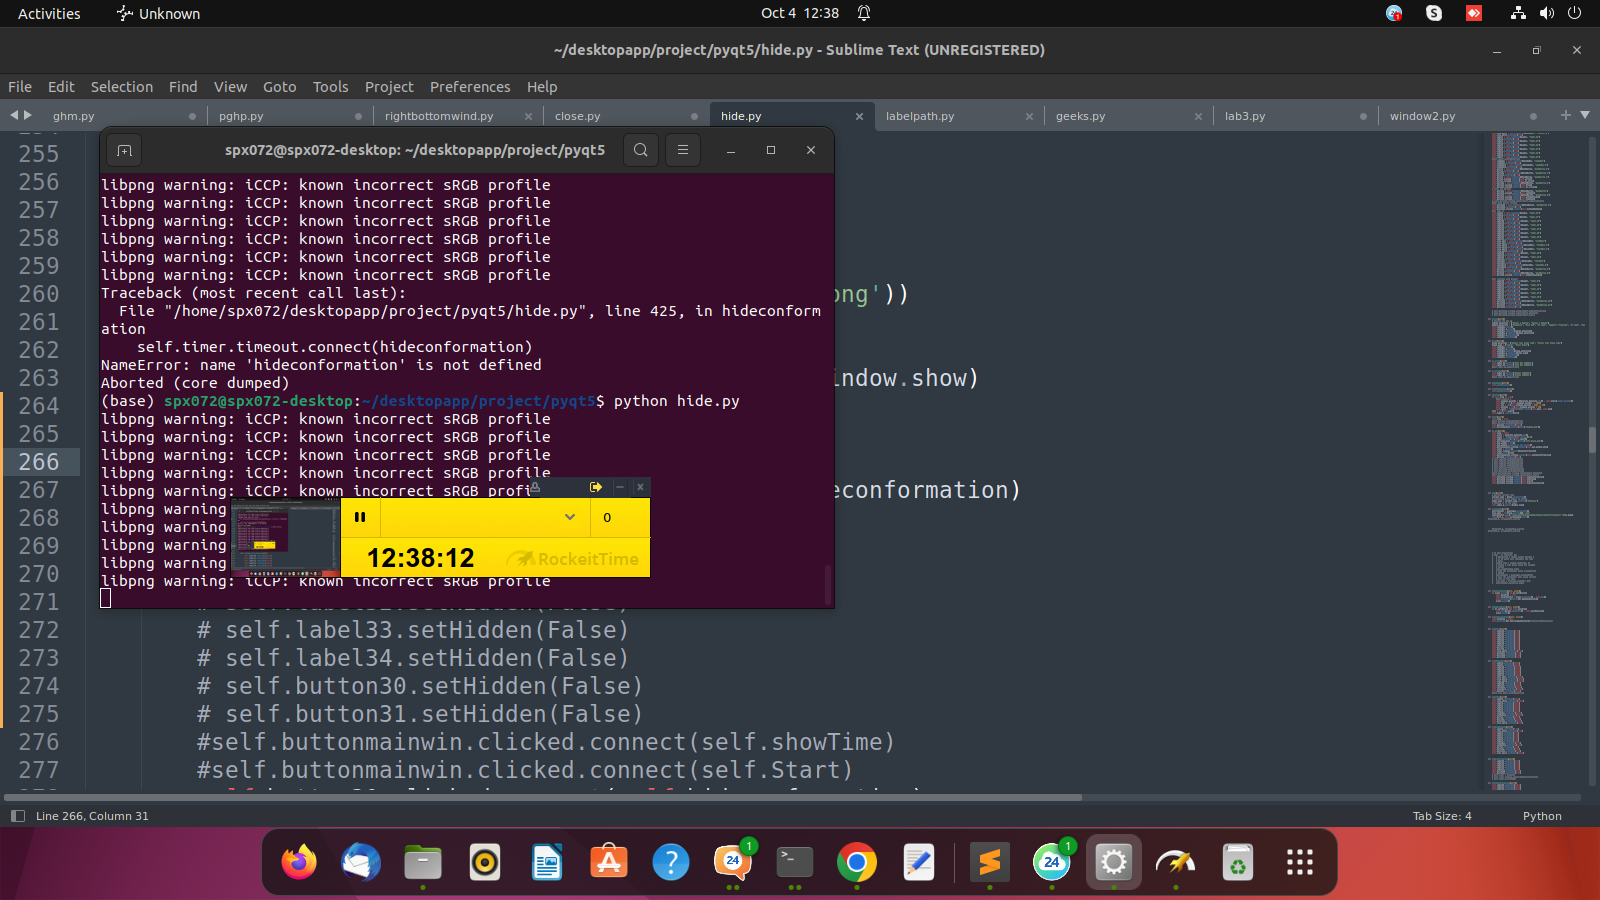 Activities Unknown Oct 4 12:38
~/desktopapp/project/pyqt5/hide.py - Sublime Text (UNREGISTERED)
File Edit Selection Find View Goto Tools Project Preferences Help
ghm.py pghp.py rightbottomwind.py close.py hide.py labelpath.py geeks.py lab3.py window2.py
255
256
257
258
259
260 ong'))
261
262
263 indow.show)
264
265
266
267 econformation)
268
269
270
271
272 # self.label33.setHidden(False)
273 # self.label34.setHidden(False)
274 # self.button30.setHidden(False)
275 # self.button31.setHidden(False)
276 #self.buttonmainwin.clicked.connect(self.showTime)
277 #self.buttonmainwin.clicked.connect(self.Start)
spx072@spx072-desktop: ~/desktopapp/project/pyqt5
libpng warning: iCCP: known incorrect sRGB profile
libpng warning: iCCP: known incorrect sRGB profile
libpng warning: iCCP: known incorrect sRGB profile
libpng warning: iCCP: known incorrect sRGB profile
libpng warning: iCCP: known incorrect sRGB profile
libpng warning: iCCP: known incorrect sRGB profile
Traceback (most recent call last):
File "/home/spx072/desktopapp/project/pyqt5/hide.py", line 425, in hideconform
ation
self.timer.timeout.connect(hideconformation)
NameError: name 'hideconformation' is not defined
Aborted (core dumped)
(base) spx072@spx072-desktop:~/desktopapp/project/pyqt5$ python hide.py
libpng warning: iCCP: known incorrect sRGB profile
libpng warning: iCCP: known incorrect sRGB profile
libpng warning: iCCP: known incorrect sRGB profile
libpng warning: iCCP: known incorrect sRGB profile
libpng warning: iCCP: known incorrect sRGB prof
libpng warning
libpng warning
libpng warning
libpng warning
libpng warning: iCCP: known incorrect sRGB profile
0
12:38:12 RockeitTime
Line 266, Column 31 Tab Size: 4 Python
24 1
24 1